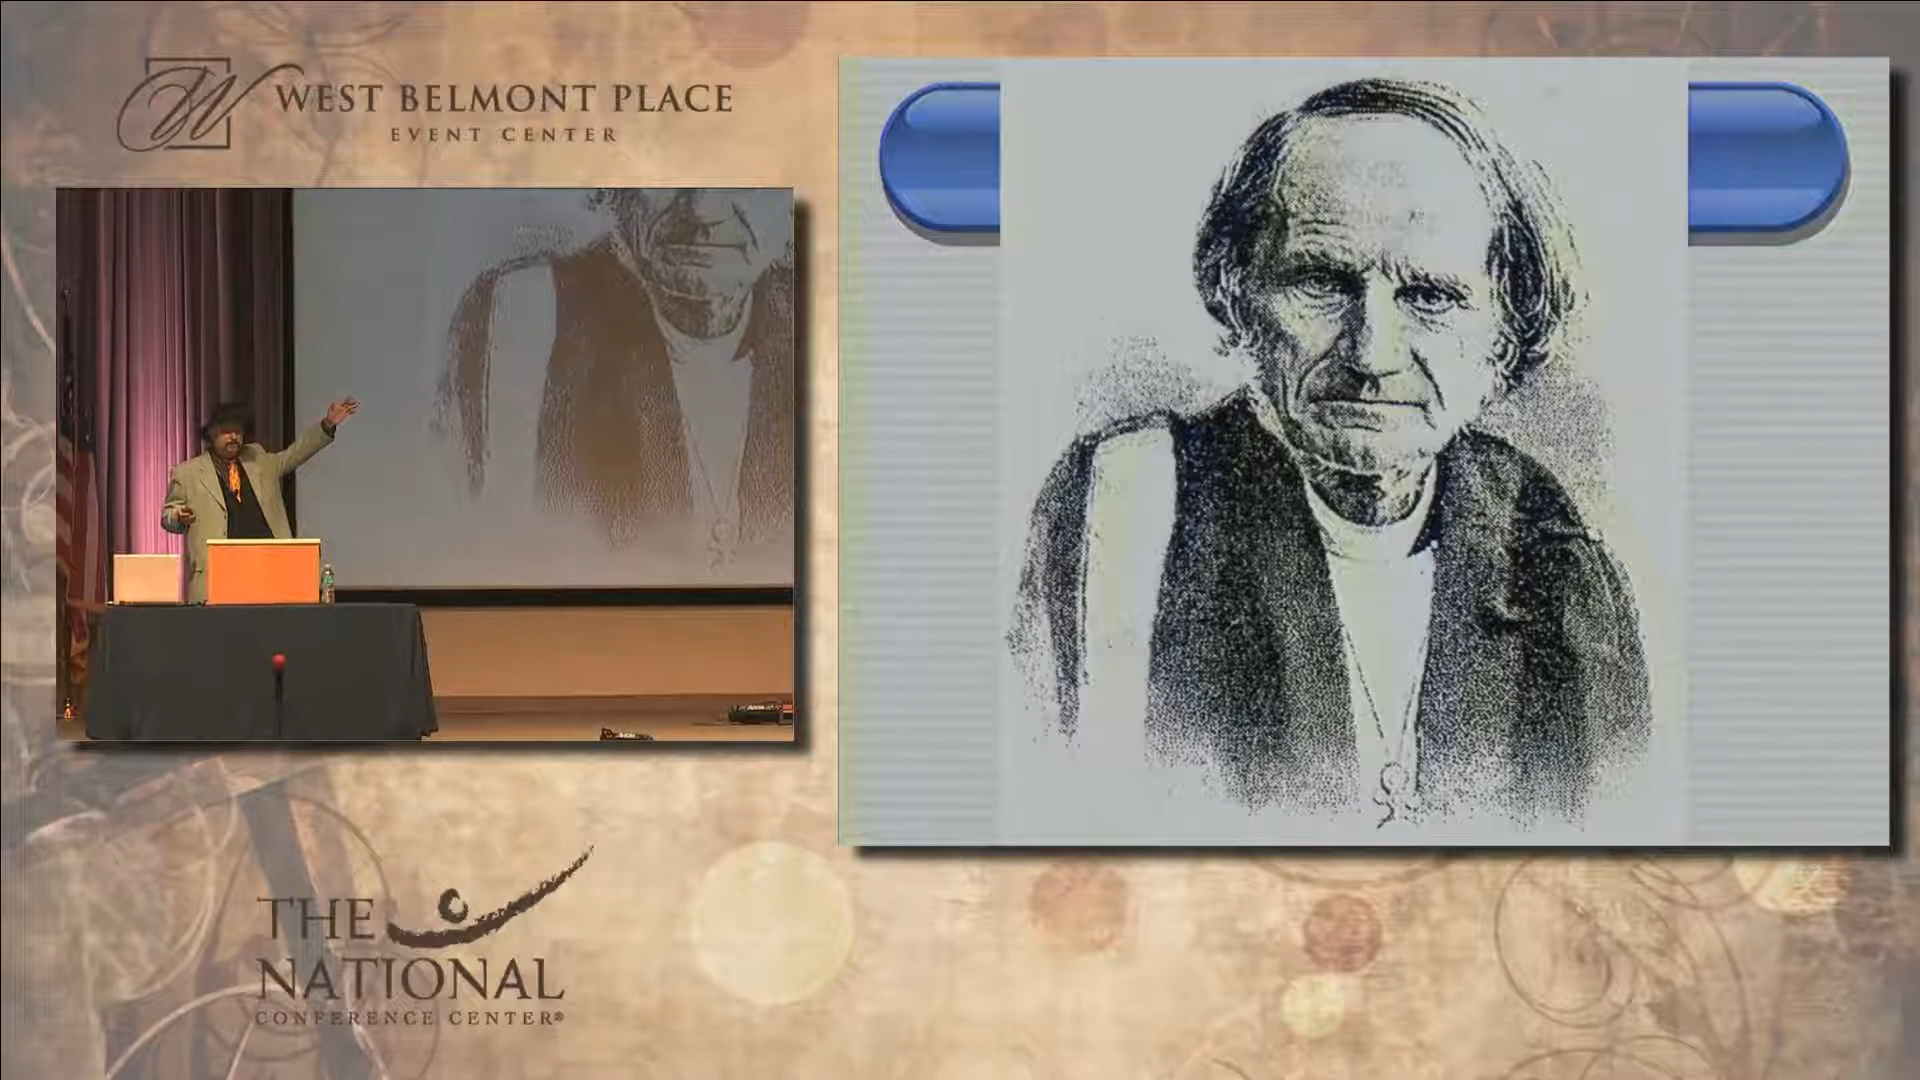 WEST BELMONT PLACE
EVENT CENTER
THE
NATIONAL
CONFERENCE CENTER®